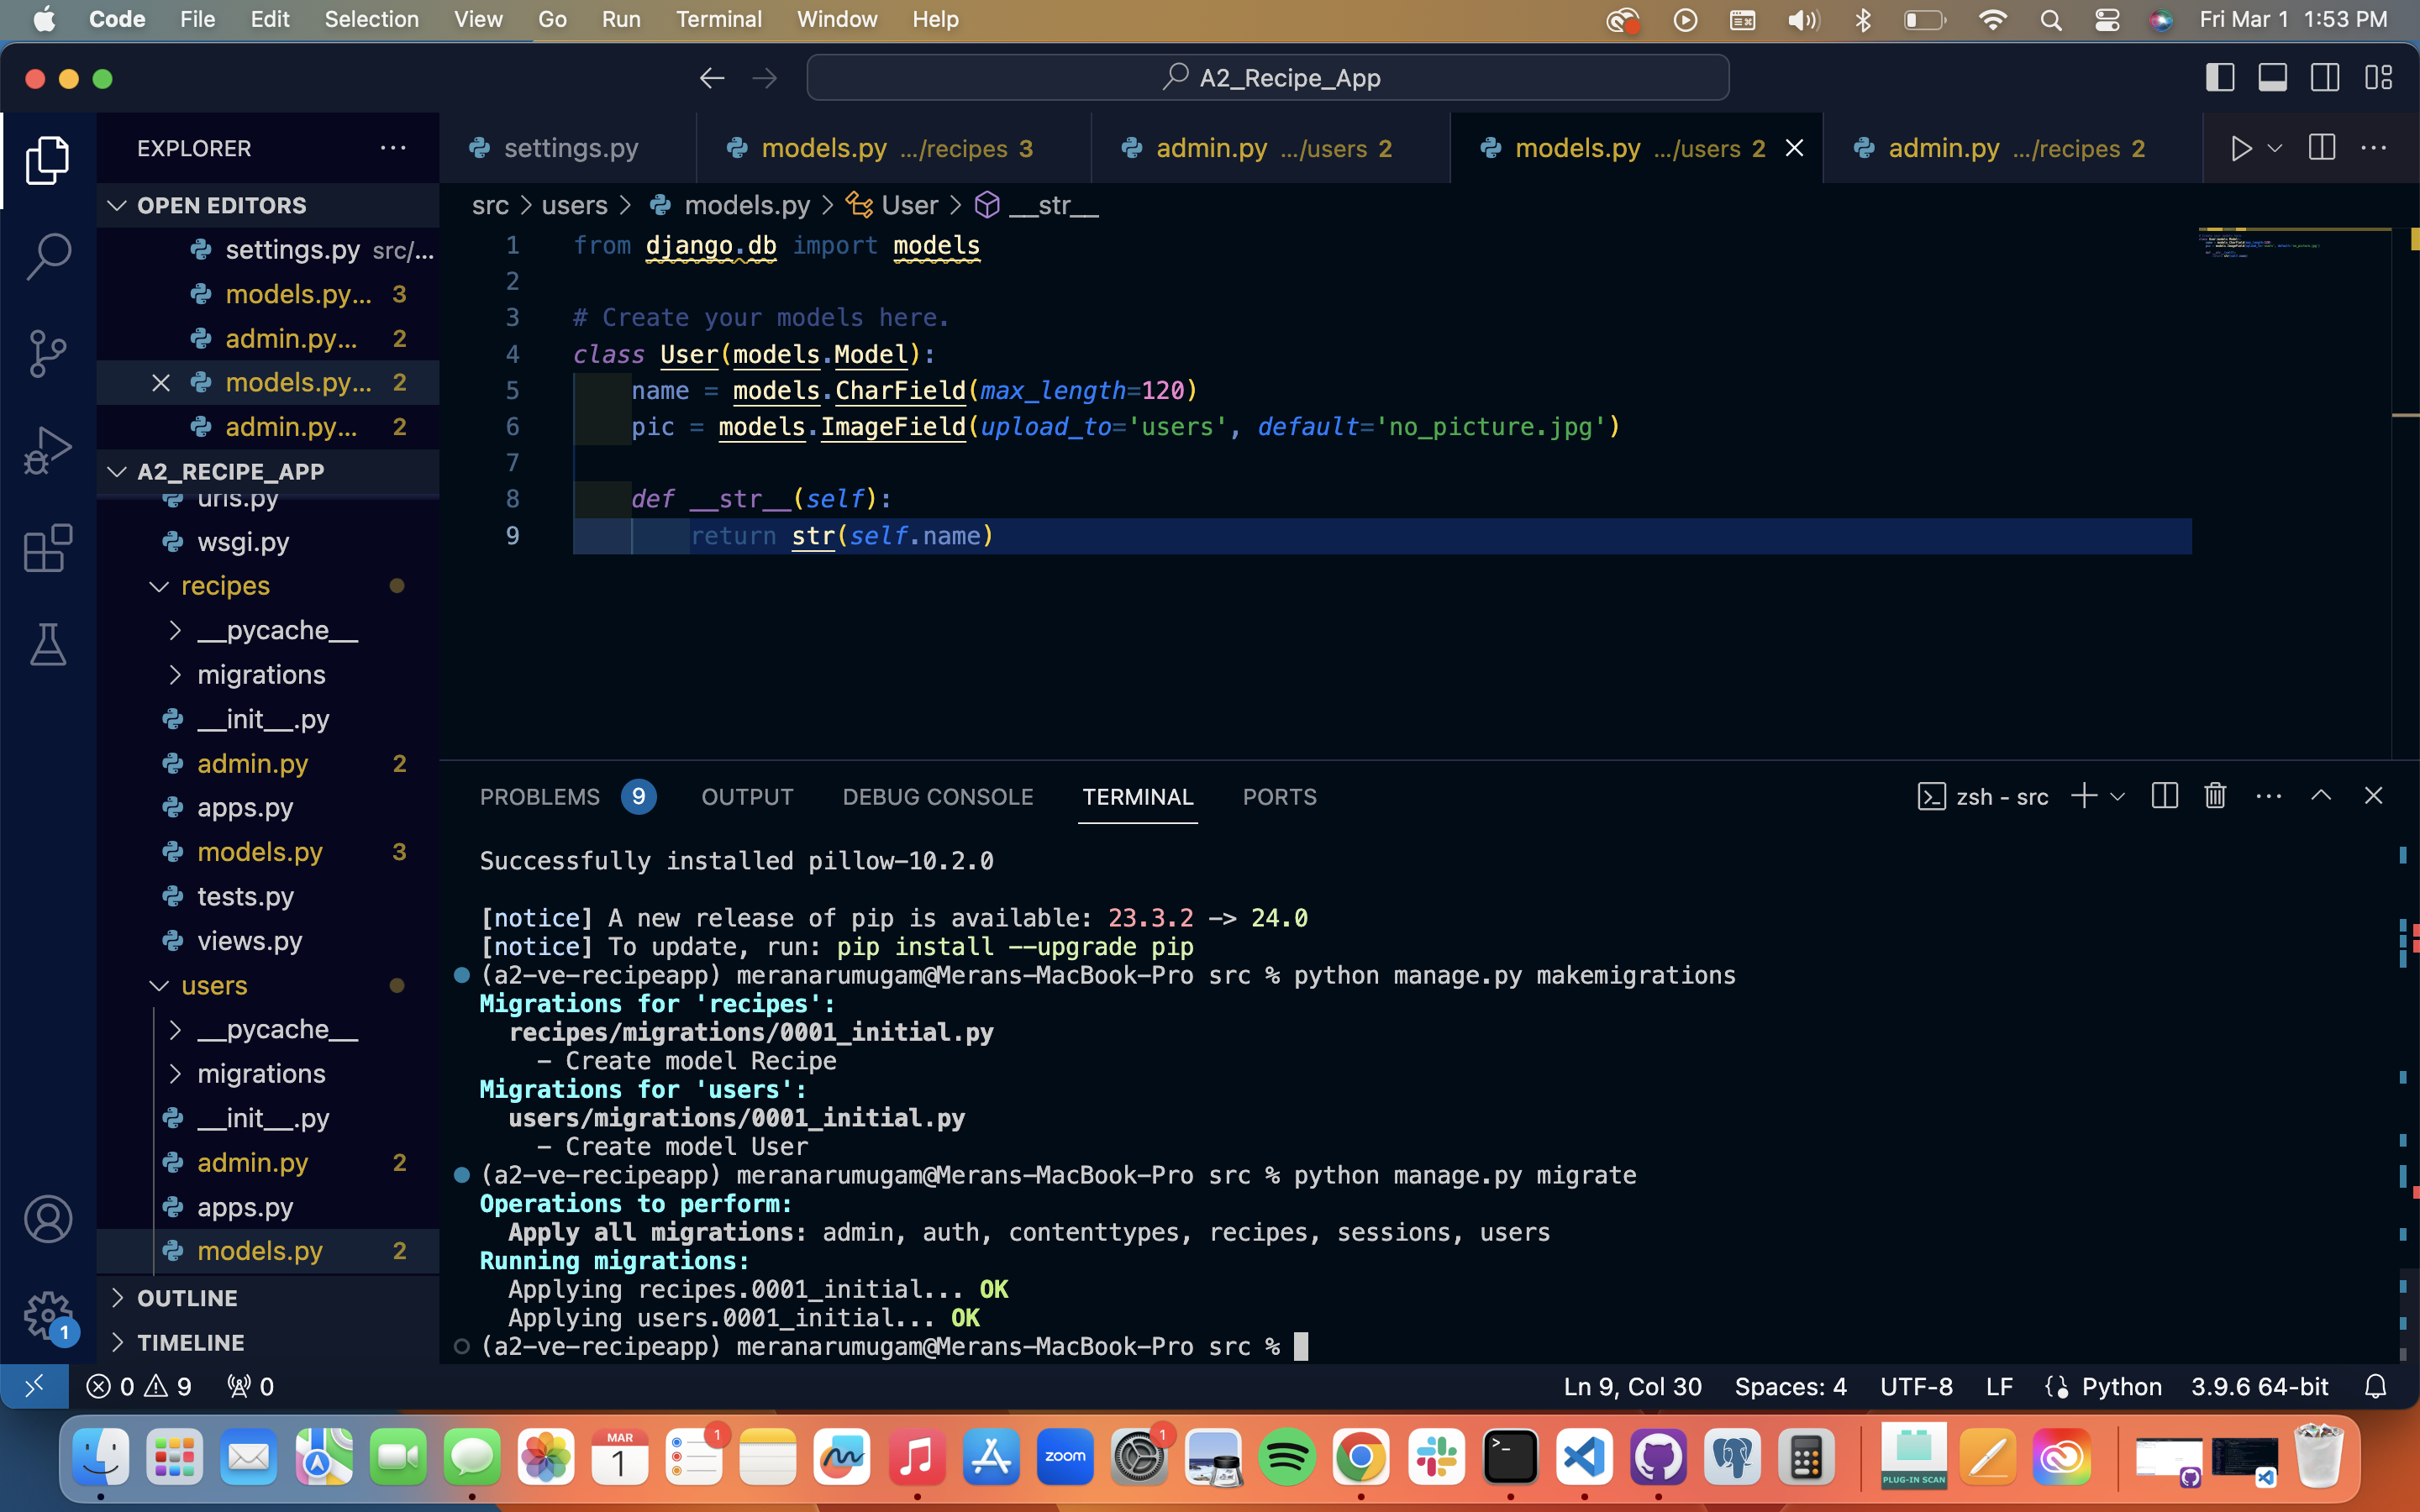 Code File Edit Selection View Go Run Terminal Window Help Fri Mar 1 1:53 PM
A2_Recipe_App
EXPLORER
settings.py models.py .../recipes 3 admin.py .../users 2 models.py .../users 2 admin.py .../recipes 2
OPEN EDITORS
settings.py src/...
models.py... 3
admin.py... 2
models.py... 2
admin.py... 2
A2_RECIPE_APP
urls.py
wsgi.py
recipes
__pycache__
migrations
__init__.py
admin.py 2
apps.py
models.py 3
tests.py
views.py
users
__pycache__
migrations
__init__.py
admin.py 2
apps.py
models.py 2
OUTLINE
TIMELINE
src > users > models.py > User > __str__
1 from django.db import models
2
3 # Create your models here.
4 class User(models.Model):
5 name = models.CharField(max_length=120)
6 pic = models.ImageField(upload_to='users', default='no_picture.jpg')
7
8 def __str__(self):
9 return str(self.name)
PROBLEMS 9 OUTPUT DEBUG CONSOLE TERMINAL PORTS zsh - src
Successfully installed pillow-10.2.0
[notice] A new release of pip is available: 23.3.2 -> 24.0
[notice] To update, run: pip install --upgrade pip
(a2-ve-recipeapp) meranarumugam@Merans-MacBook-Pro src % python manage.py makemigrations
Migrations for 'recipes':
recipes/migrations/0001_initial.py
- Create model Recipe
Migrations for 'users':
users/migrations/0001_initial.py
- Create model User
(a2-ve-recipeapp) meranarumugam@Merans-MacBook-Pro src % python manage.py migrate
Operations to perform:
Apply all migrations: admin, auth, contenttypes, recipes, sessions, users
Running migrations:
Applying recipes.0001_initial... OK
Applying users.0001_initial... OK
(a2-ve-recipeapp) meranarumugam@Merans-MacBook-Pro src %
1
0 9 0 Ln 9, Col 30 Spaces: 4 UTF-8 LF Python 3.9.6 64-bit
MAR
1
1
zoom
1
PLUG-IN SCAN